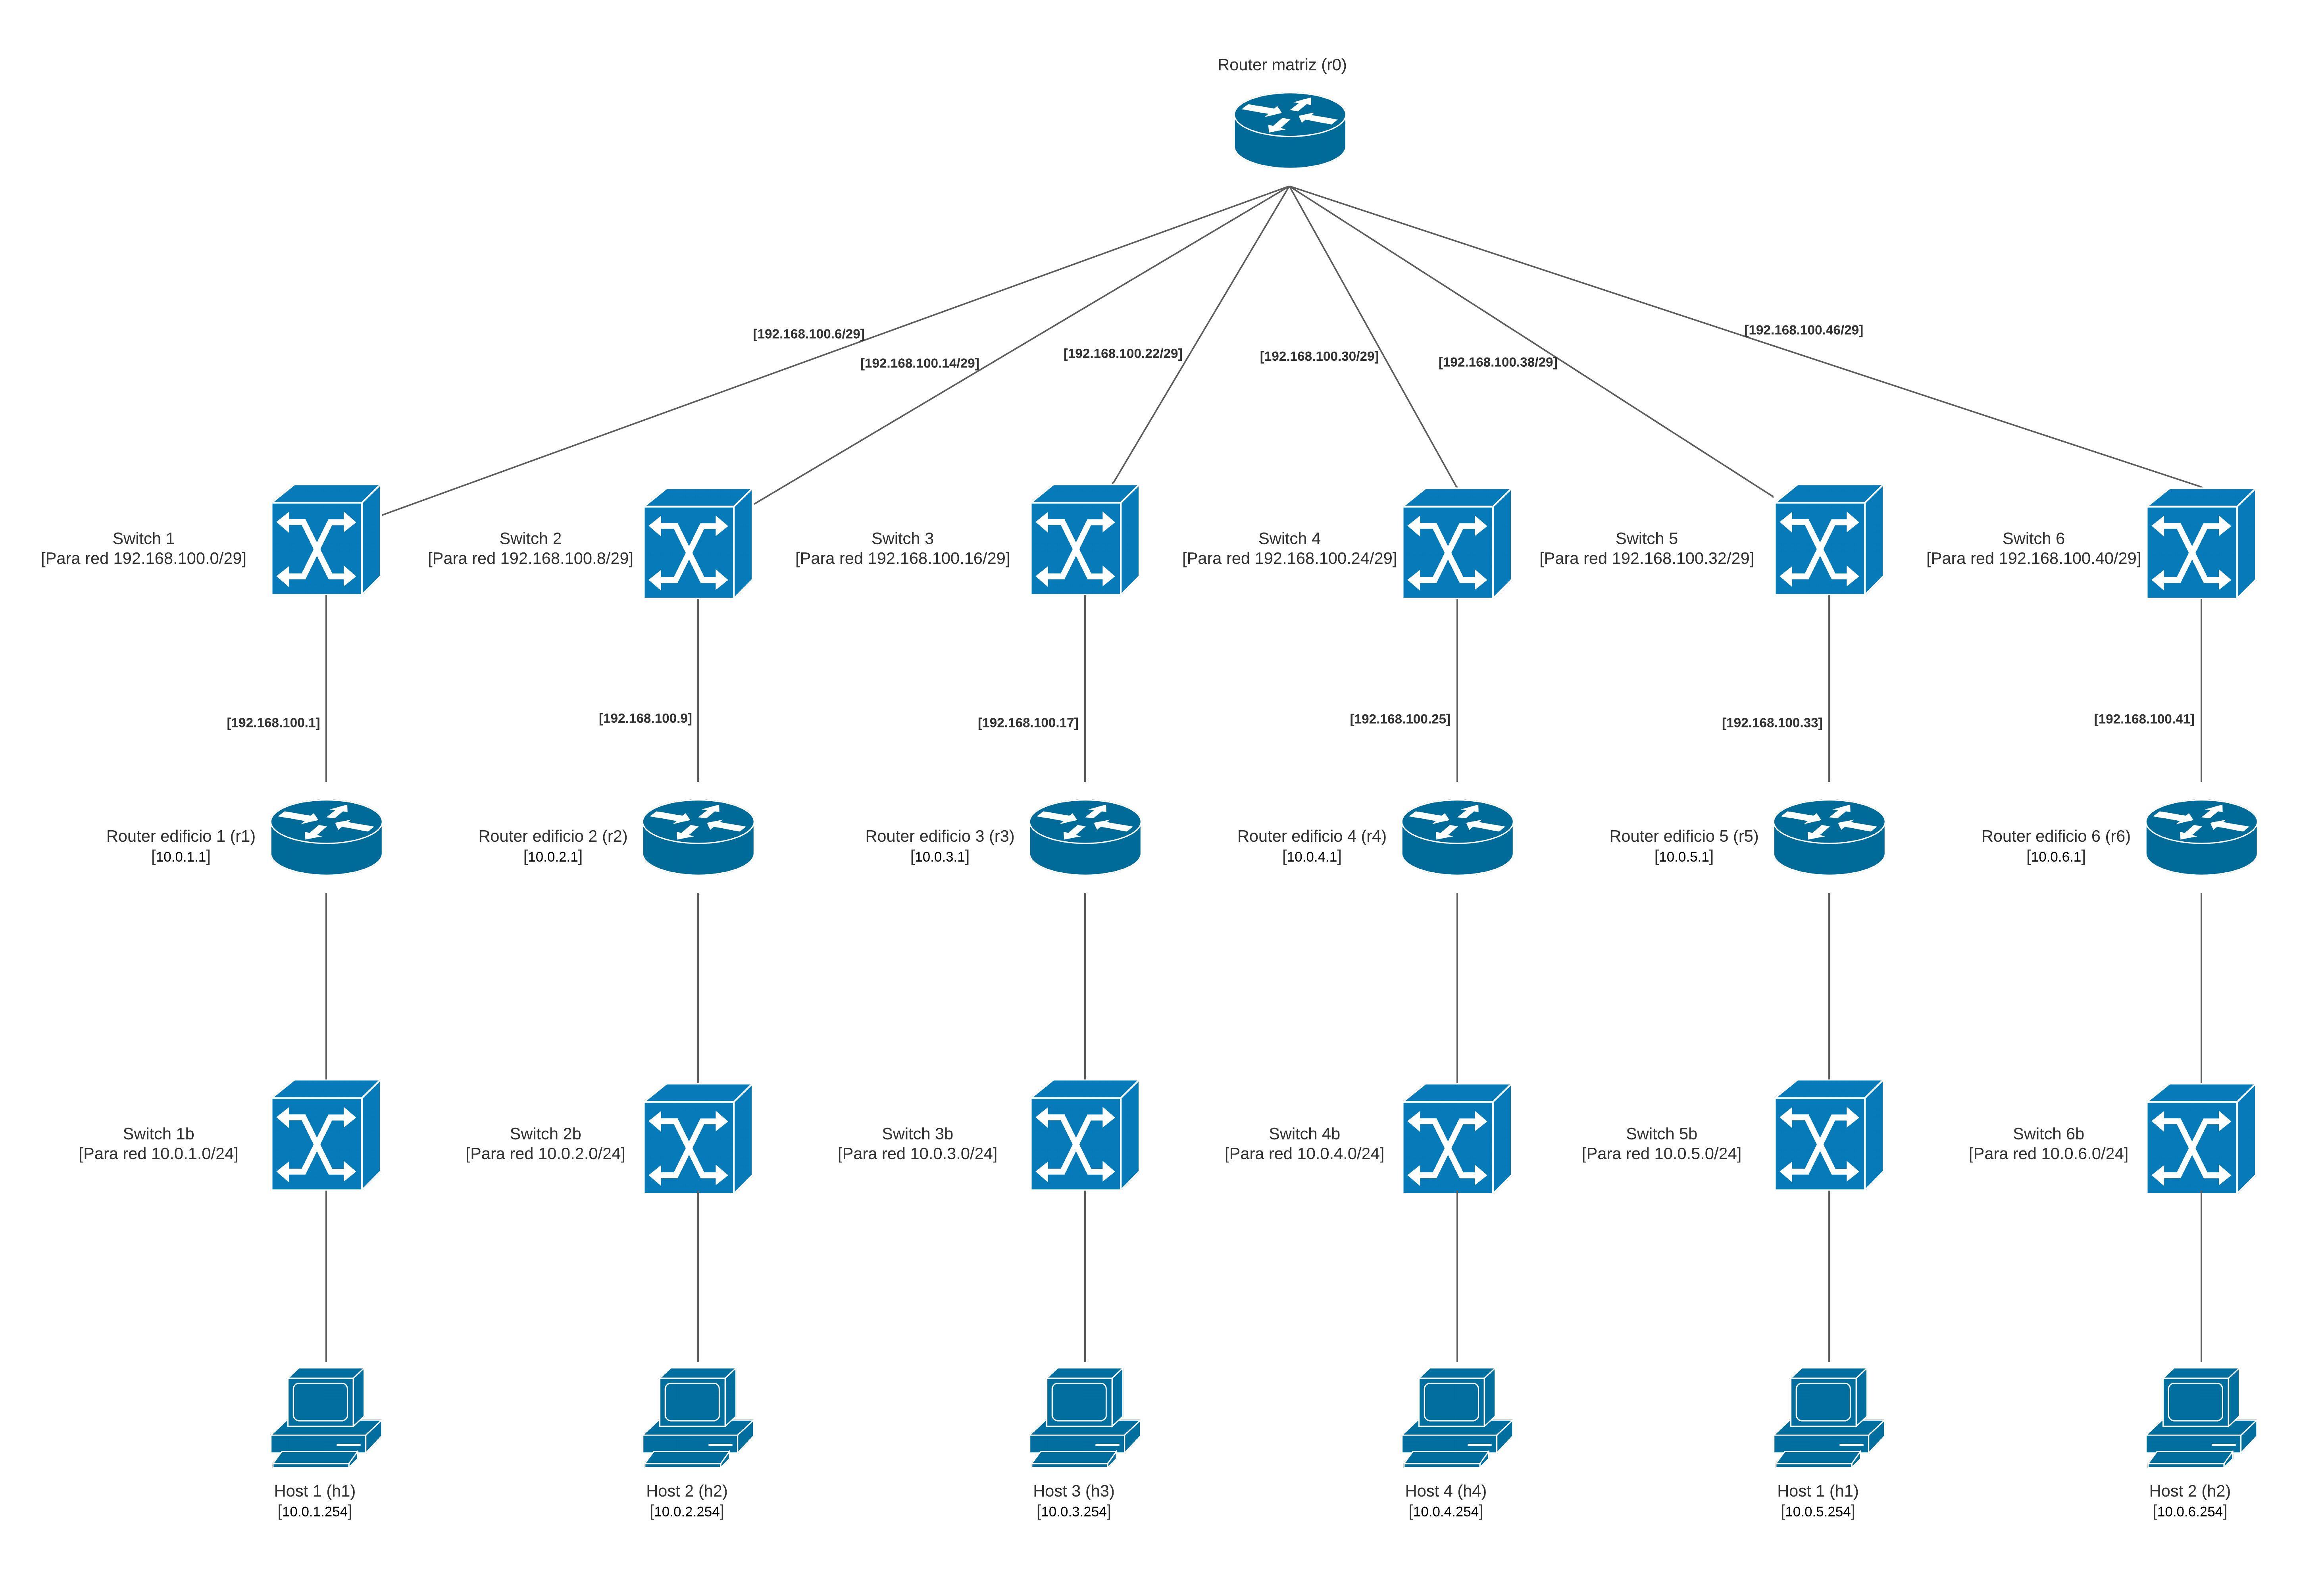 Router matriz (r0)
[192.168.100.6/29]
[192.168.100.14/29]
[192.168.100.22/29]
[192.168.100.30/29]
[192.168.100.38/29]
[192.168.100.46/29]
Switch 1
[Para red 192.168.100.0/29]
Switch 2
[Para red 192.168.100.8/29]
Switch 3
[Para red 192.168.100.16/29]
Switch 4
[Para red 192.168.100.24/29]
Switch 5
[Para red 192.168.100.32/29]
Switch 6
[Para red 192.168.100.40/29]
[192.168.100.1]
[192.168.100.9]
[192.168.100.17]
[192.168.100.25]
[192.168.100.33]
[192.168.100.41]
Router edificio 1 (r1)
[10.0.1.1]
Router edificio 2 (r2)
[10.0.2.1]
Router edificio 3 (r3)
[10.0.3.1]
Router edificio 4 (r4)
[10.0.4.1]
Router edificio 5 (r5)
[10.0.5.1]
Router edificio 6 (r6)
[10.0.6.1]
Switch 1b
[Para red 10.0.1.0/24]
Switch 2b
[Para red 10.0.2.0/24]
Switch 3b
[Para red 10.0.3.0/24]
Switch 4b
[Para red 10.0.4.0/24]
Switch 5b
[Para red 10.0.5.0/24]
Switch 6b
[Para red 10.0.6.0/24]
Host 1 (h1)
[10.0.1.254]
Host 2 (h2)
[10.0.2.254]
Host 3 (h3)
[10.0.3.254]
Host 4 (h4)
[10.0.4.254]
Host 1 (h1)
[10.0.5.254]
Host 2 (h2)
[10.0.6.254]